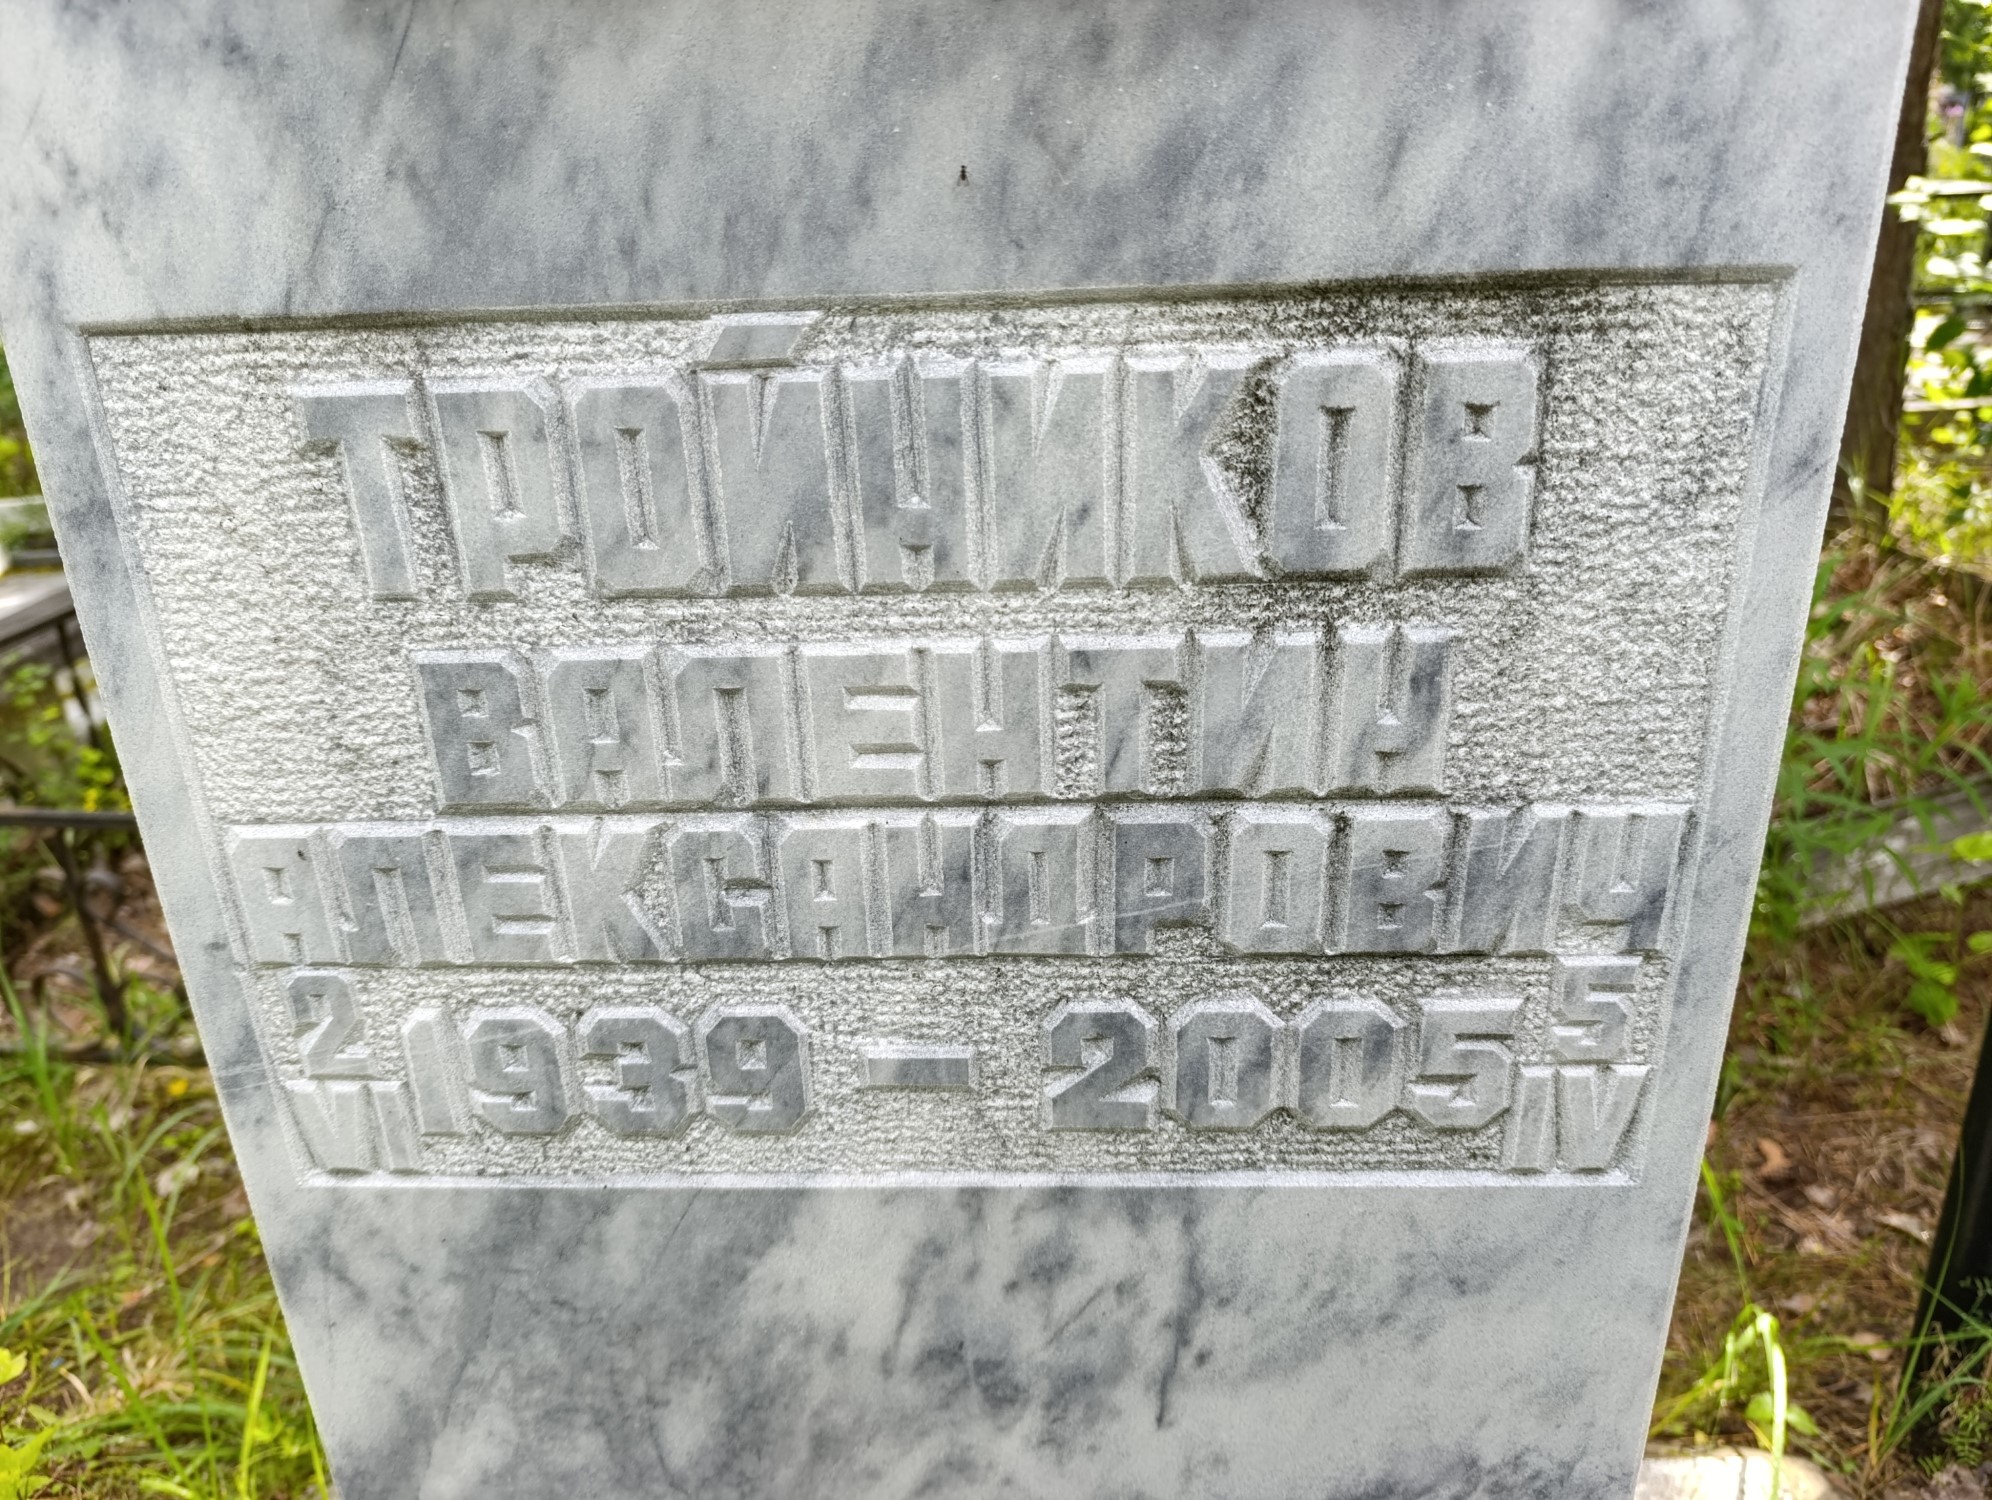 ТРОЙНИКОВ
ВАЛЕНТИН
АЛЕКСАНДРОВИЧ
2 VI 1939 — 2005 5 IV